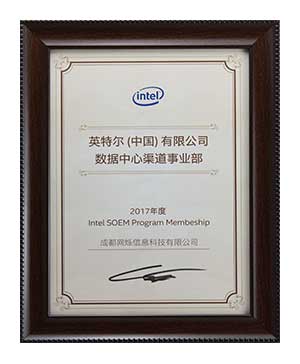 intel
英特尔 (中国) 有限公司
数据中心渠道事业部
2017年度
Intel SOEM Program Membeship
成都网烁信息科技有限公司